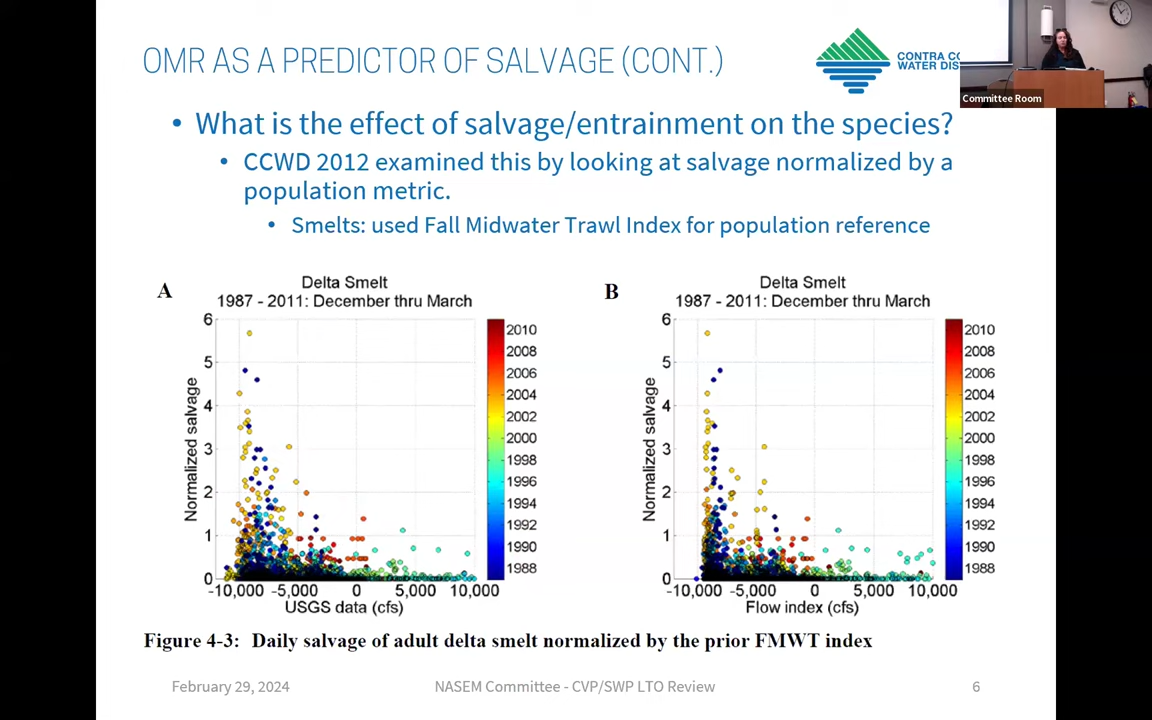 OMR AS A PREDICTOR OF SALVAGE (CONT.)
CONTRA CO
WATER DIS
Committee Room
• What is the effect of salvage/entrainment on the species?
• CCWD 2012 examined this by looking at salvage normalized by a
population metric.
• Smelts: used Fall Midwater Trawl Index for population reference
A
Delta Smelt
1987 - 2011: December thru March
6
5
4
3
2
1
0
Normalized salvage
-10,000 -5,000 0 5,000 10,000
USGS data (cfs)
2010
2008
2006
2004
2002
2000
1998
1996
1994
1992
1990
1988
B
Delta Smelt
1987 - 2011: December thru March
6
5
4
3
2
1
0
Normalized salvage
-10,000 -5,000 0 5,000 10,000
Flow index (cfs)
2010
2008
2006
2004
2002
2000
1998
1996
1994
1992
1990
1988
Figure 4-3: Daily salvage of adult delta smelt normalized by the prior FMWT index
February 29, 2024
NASEM Committee - CVP/SWP LTO Review
6